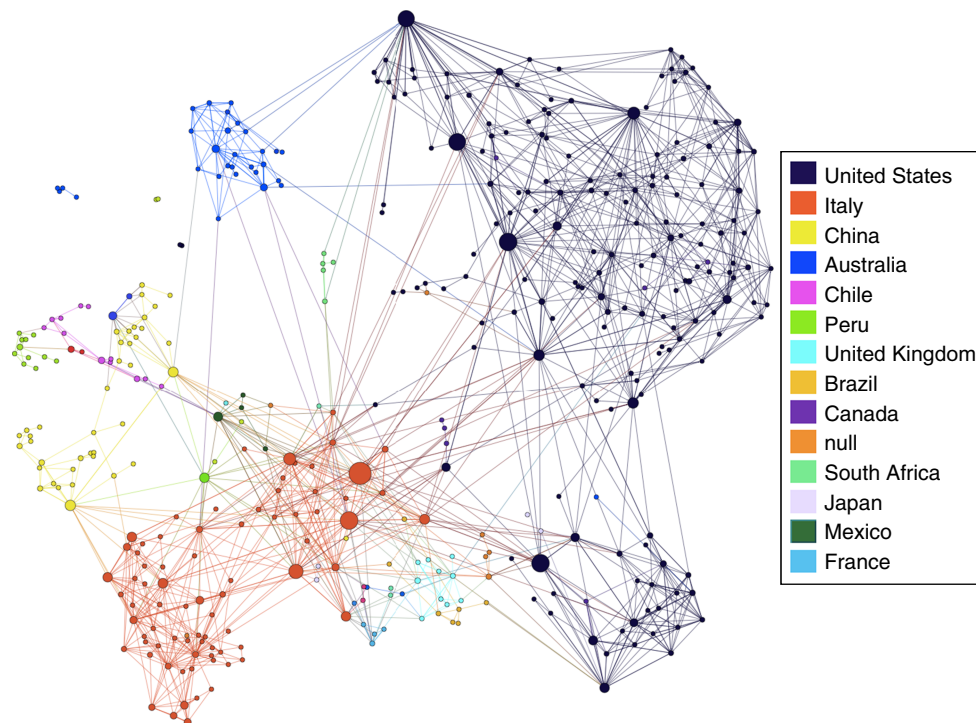 United States
Italy
China
Australia
Chile
Peru
United Kingdom
Brazil
Canada
null
South Africa
Japan
Mexico
France